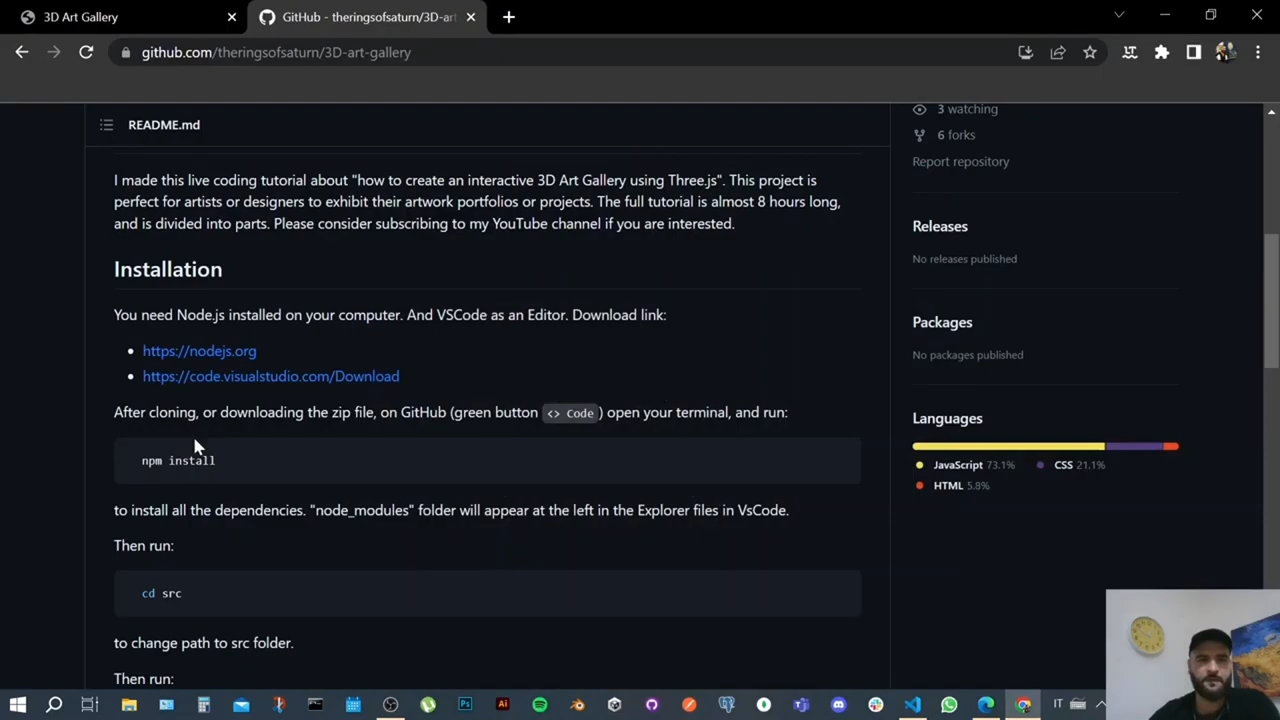 3D Art Gallery
GitHub - theringsofsaturn/3D-art
github.com/theringsofsaturn/3D-art-gallery
README.md
I made this live coding tutorial about "how to create an interactive 3D Art Gallery using Three.js". This project is
perfect for artists or designers to exhibit their artwork portfolios or projects. The full tutorial is almost 8 hours long,
and is divided into parts. Please consider subscribing to my YouTube channel if you are interested.
Installation
You need Node.js installed on your computer. And VSCode as an Editor. Download link:
https://nodejs.org
https://code.visualstudio.com/Download
After cloning, or downloading the zip file, on GitHub (green button <> Code) open your terminal, and run:
npm install
to install all the dependencies. "node_modules" folder will appear at the left in the Explorer files in VsCode.
Then run:
cd src
to change path to src folder.
Then run:
3 watching
6 forks
Report repository
Releases
No releases published
Packages
No packages published
Languages
JavaScript 73.1% CSS 21.1%
HTML 5.8%
Ps
Ai
IT